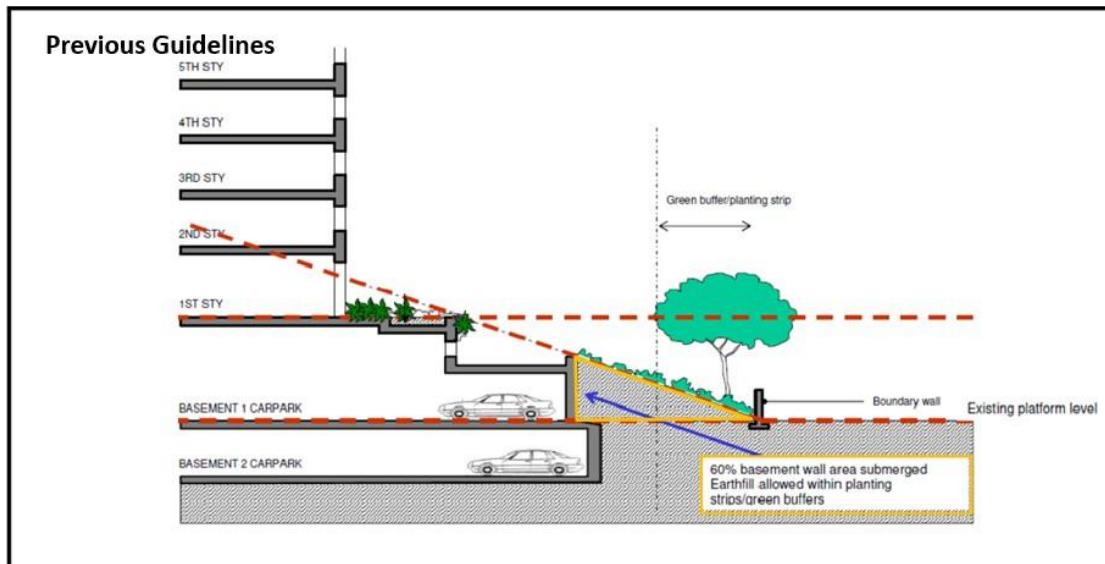 Previous Guidelines
5TH STY
4TH STY
3RD STY
Green buffer/planting strip
2ND STY
1ST STY
Boundary wall
BASEMENT 1 CARPARK
Existing platform level
BASEMENT 2 CARPARK
60% basement wall area submerged
Earthfill allowed within planting
strips/green buffers